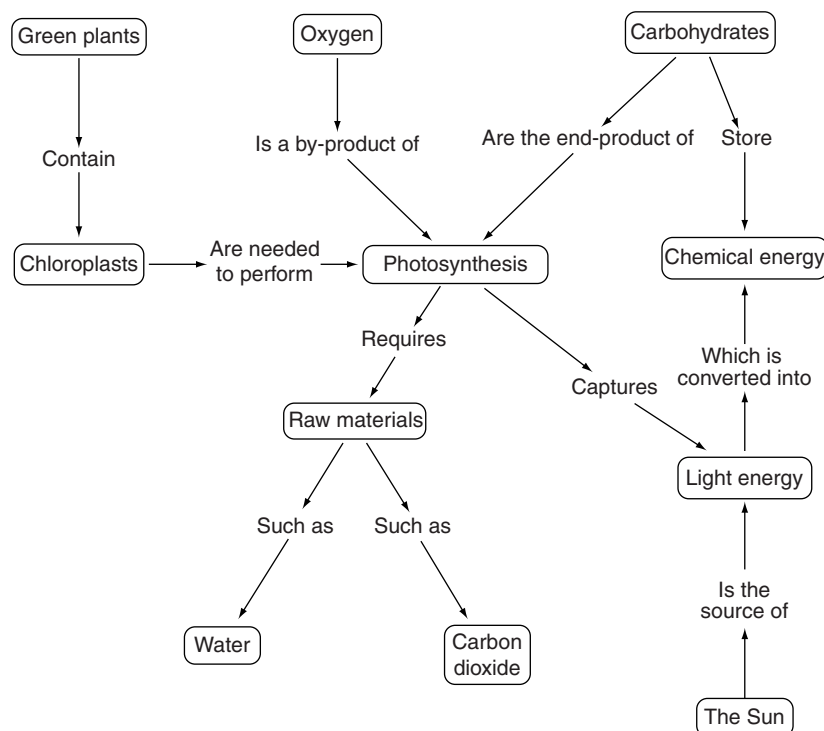 Green plants
Oxygen
Carbohydrates
Contain
Is a by-product of
Are the end-product of
Store
Chloroplasts
Are needed
to perform
Photosynthesis
Chemical energy
Requires
Captures
Which is
converted into
Raw materials
Light energy
Such as
Such as
Is the
source of
Water
Carbon
dioxide
The Sun